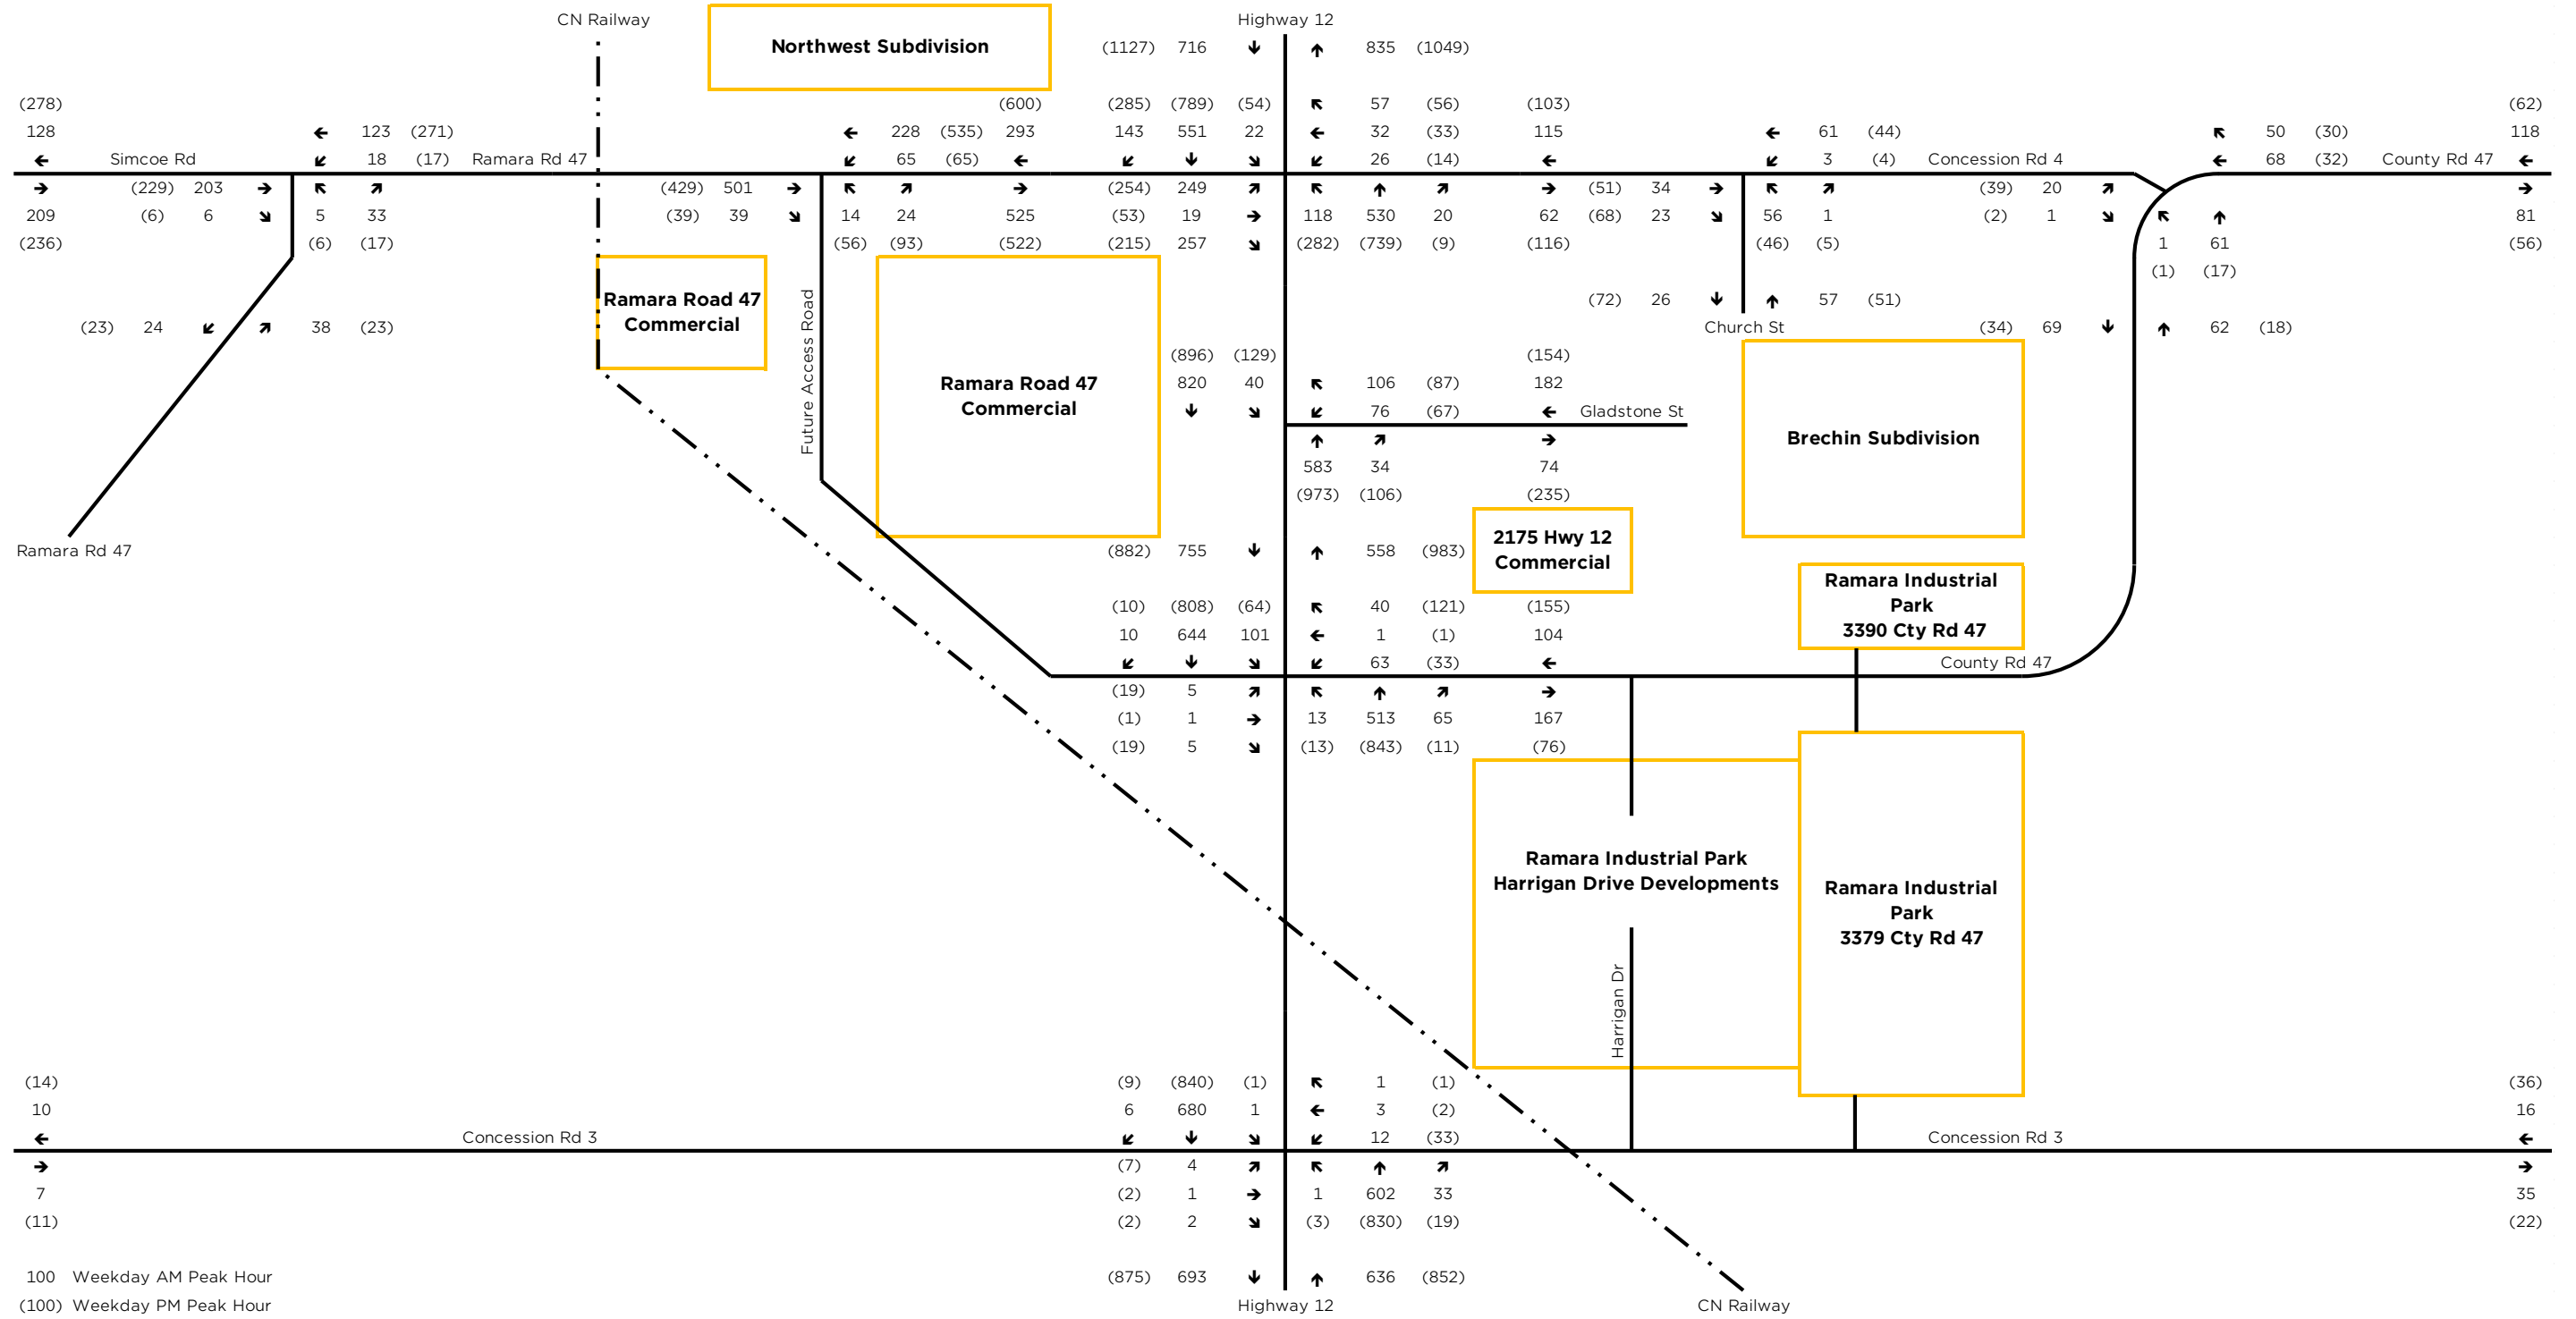 CN Railway Highway 12
Northwest Subdivision (1127) 716 ↓ ↑ 835 (1049)
(278) (600) (285) (789) (54) ↖ 57 (56) (103) (62)
128 ← 123 (271) ← 228 (535) 293 143 551 22 ← 32 (33) 115 ← 61 (44) ↖ 50 (30) 118
← Simcoe Rd ↙ 18 (17) Ramara Rd 47 ↙ 65 (65) ← ↙ ↓ ↘ ↙ 26 (14) ← ↙ 3 (4) Concession Rd 4 ← 68 (32) County Rd 47 ←
→ (229) 203 → ↖ ↗ (429) 501 → ↖ ↗ → (254) 249 ↗ ↖ ↑ ↗ → (51) 34 → ↖ ↗ (39) 20 ↗ →
209 (6) 6 ↘ 5 33 (39) 39 ↘ 14 24 525 (53) 19 → 118 530 20 62 (68) 23 ↘ 56 1 (2) 1 ↘ ↖ ↑ 81
(236) (6) (17) (56) (93) (522) (215) 257 ↘ (282) (739) (9) (116) (46) (5) 1 61 (56)
(1) (17)
Ramara Road 47
Commercial
(72) 26 ↓ ↑ 57 (51)
(23) 24 ↙ ↗ 38 (23) Church St (34) 69 ↓ ↑ 62 (18)
Future Access Road
(896) (129) (154)
Ramara Road 47
Commercial
820 40 ↖ 106 (87) 182
↓ ↘ ↙ 76 (67) ← Gladstone St
↑ ↗ →
Brechin Subdivision
583 34 74
(973) (106) (235)
Ramara Rd 47 (882) 755 ↓ ↑ 558 (983)
2175 Hwy 12
Commercial
Ramara Industrial
Park
3390 Cty Rd 47
(10) (808) (64) ↖ 40 (121) (155)
10 644 101 ← 1 (1) 104
↙ ↓ ↘ ↙ 63 (33) ← County Rd 47
(19) 5 ↗ ↖ ↑ ↗ →
(1) 1 → 13 513 65 167
(19) 5 ↘ (13) (843) (11) (76)
Ramara Industrial Park
Harrigan Drive Developments
Ramara Industrial
Park
3379 Cty Rd 47
Harrigan Dr
(14) (9) (840) (1) ↖ 1 (1) (36)
10 6 680 1 ← 3 (2) 16
← Concession Rd 3 ↙ ↓ ↘ ↙ 12 (33) Concession Rd 3 ←
→ (7) 4 ↗ ↖ ↑ ↗ →
7 (2) 1 → 1 602 33 35
(11) (2) 2 ↘ (3) (830) (19) (22)
100 Weekday AM Peak Hour (875) 693 ↓ ↑ 636 (852)
(100) Weekday PM Peak Hour Highway 12 CN Railway